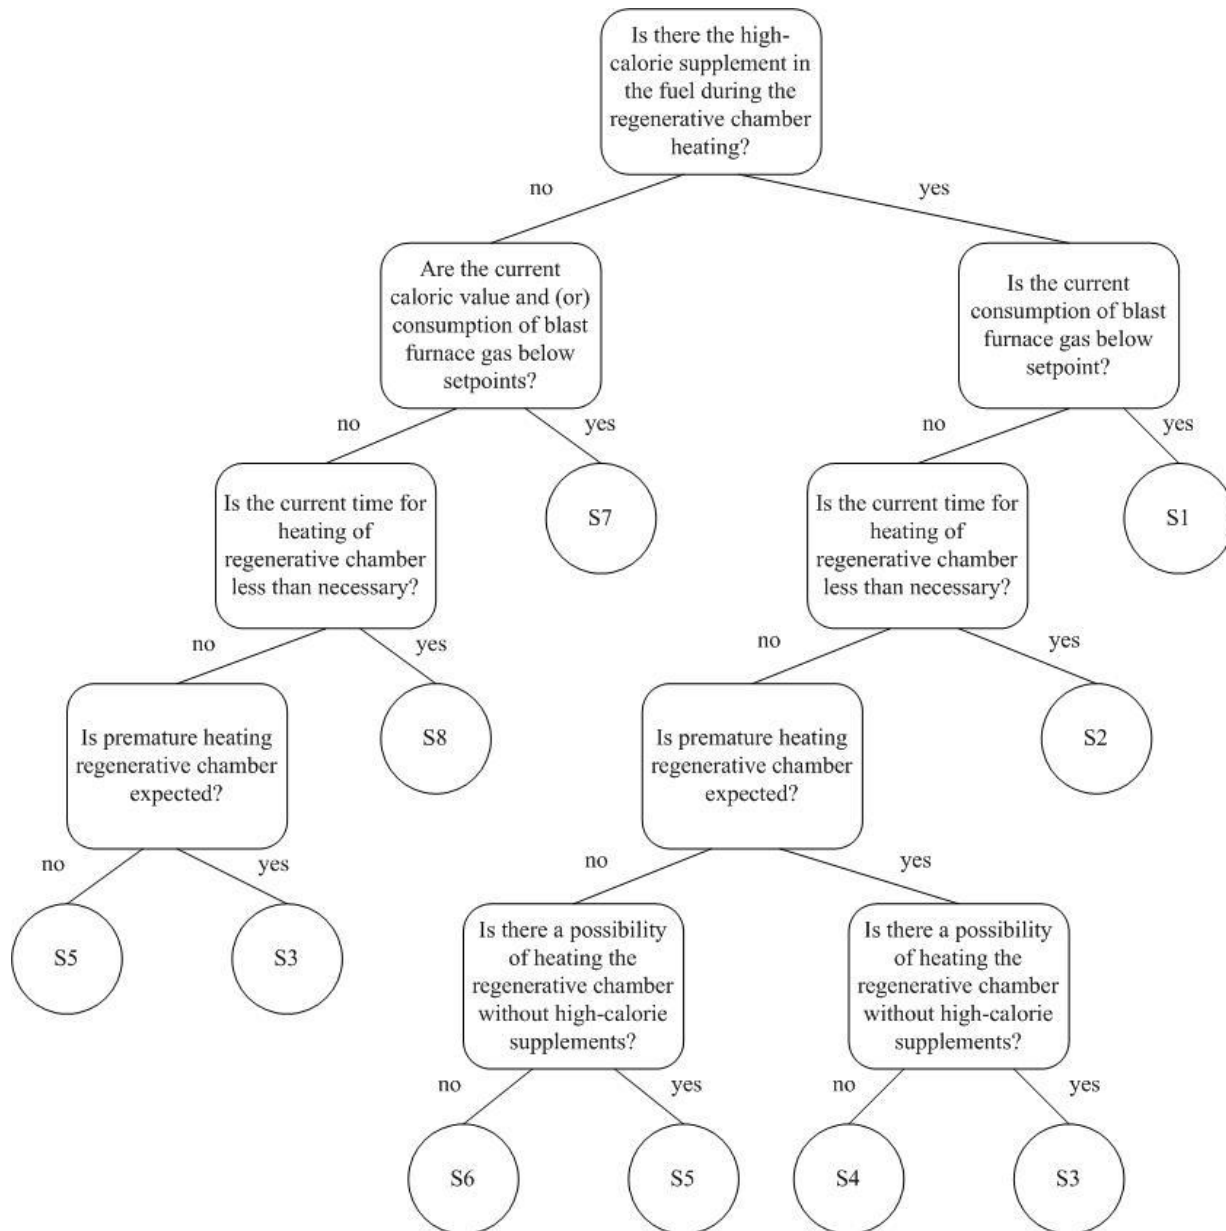 Is there the high-
calorie supplement in
the fuel during the
regenerative chamber
heating?
no
yes
Are the current
caloric value and (or)
consumption of blast
furnace gas below
setpoints?
Is the current
consumption of blast
furnace gas below
setpoint?
no
yes
no
yes
Is the current time for
heating of
regenerative chamber
less than necessary?
S7
Is the current time for
heating of
regenerative chamber
less than necessary?
S1
no
yes
no
yes
Is premature heating
regenerative chamber
expected?
S8
Is premature heating
regenerative chamber
expected?
S2
no
yes
no
yes
S5
S3
Is there a possibility
of heating the
regenerative chamber
without high-calorie
supplements?
Is there a possibility
of heating the
regenerative chamber
without high-calorie
supplements?
no
yes
no
yes
S6
S5
S4
S3